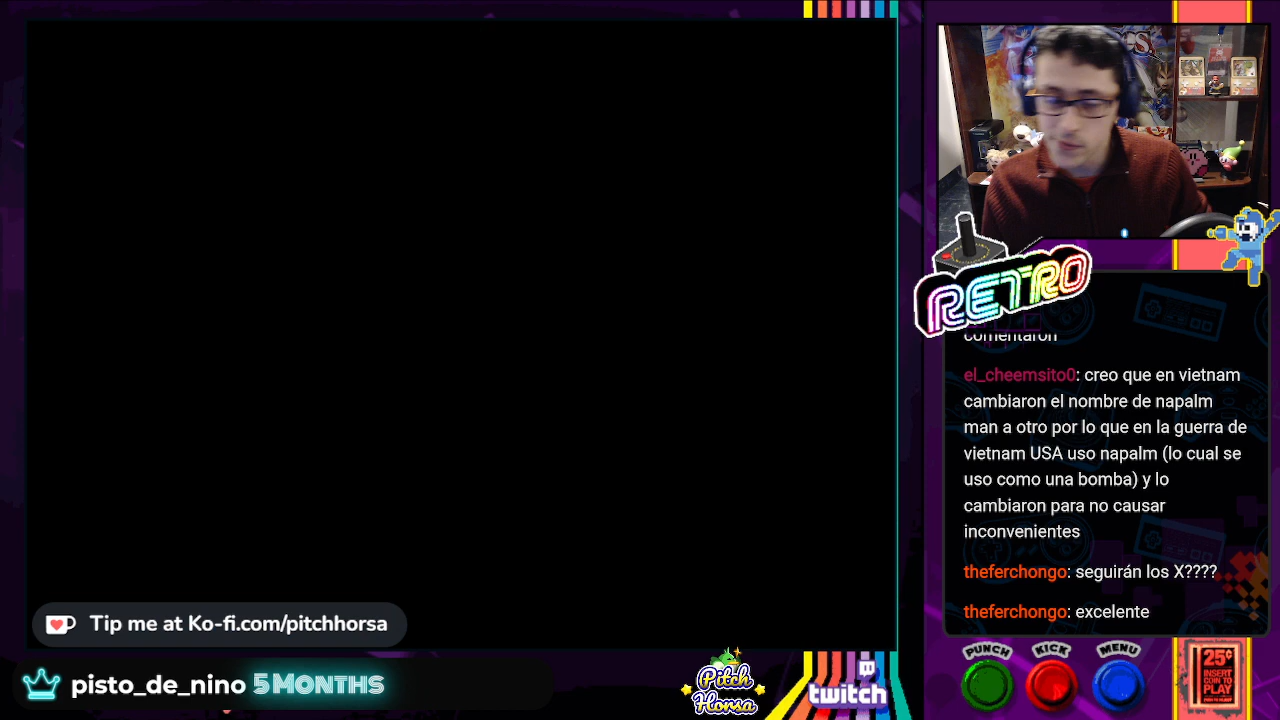 RETRO
comentaron
el_cheemsito0: creo que en vietnam
cambiaron el nombre de napalm
man a otro por lo que en la guerra de
vietnam USA uso napalm (lo cual se
uso como una bomba) y lo
cambiaron para no causar
inconvenientes
theferchongo: seguirán los X????
theferchongo: excelente
Tip me at Ko-fi.com/pitchhorsa
pisto_de_nino 5 MONTHS
Pitch
Horsa
twitch
PUNCH
KICK
MENU
25¢
INSERT
COIN TO
PLAY